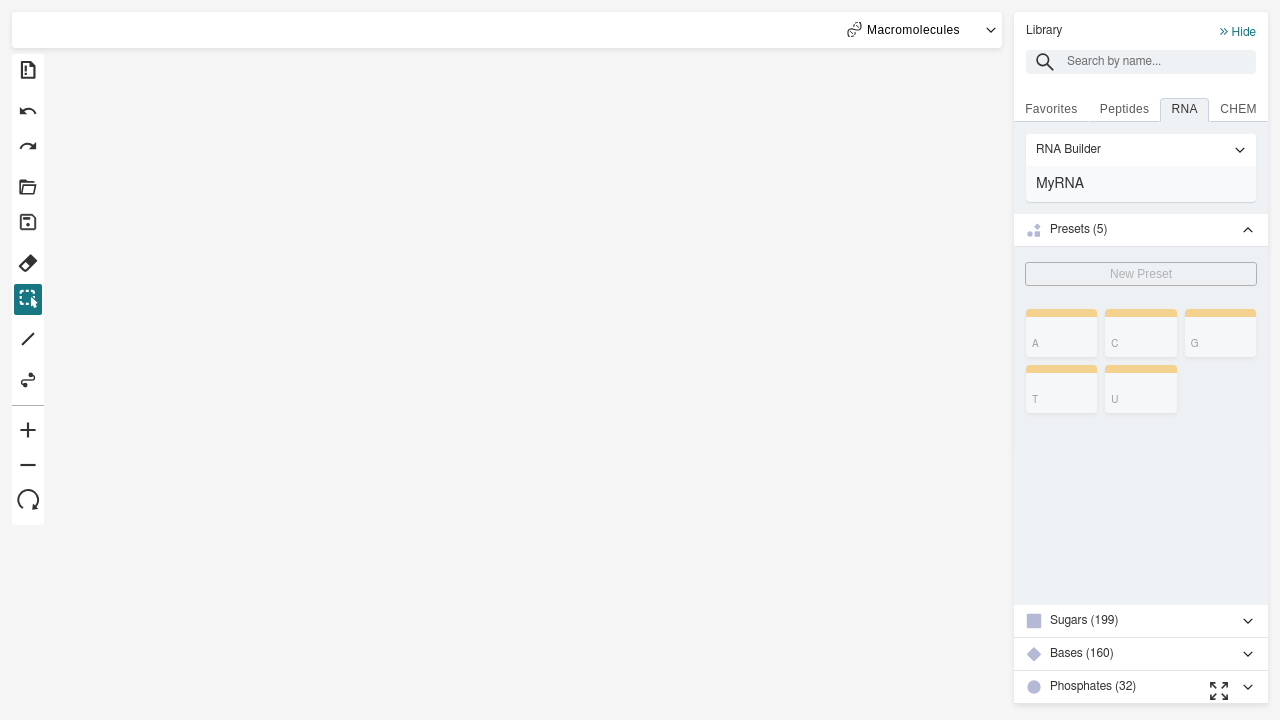 Macromolecules
Library
Hide
Search by name...
Favorites Peptides RNA CHEM
RNA Builder
MyRNA
Presets (5)
New Preset
A C G
T U
Sugars (199)
Bases (160)
Phosphates (32)